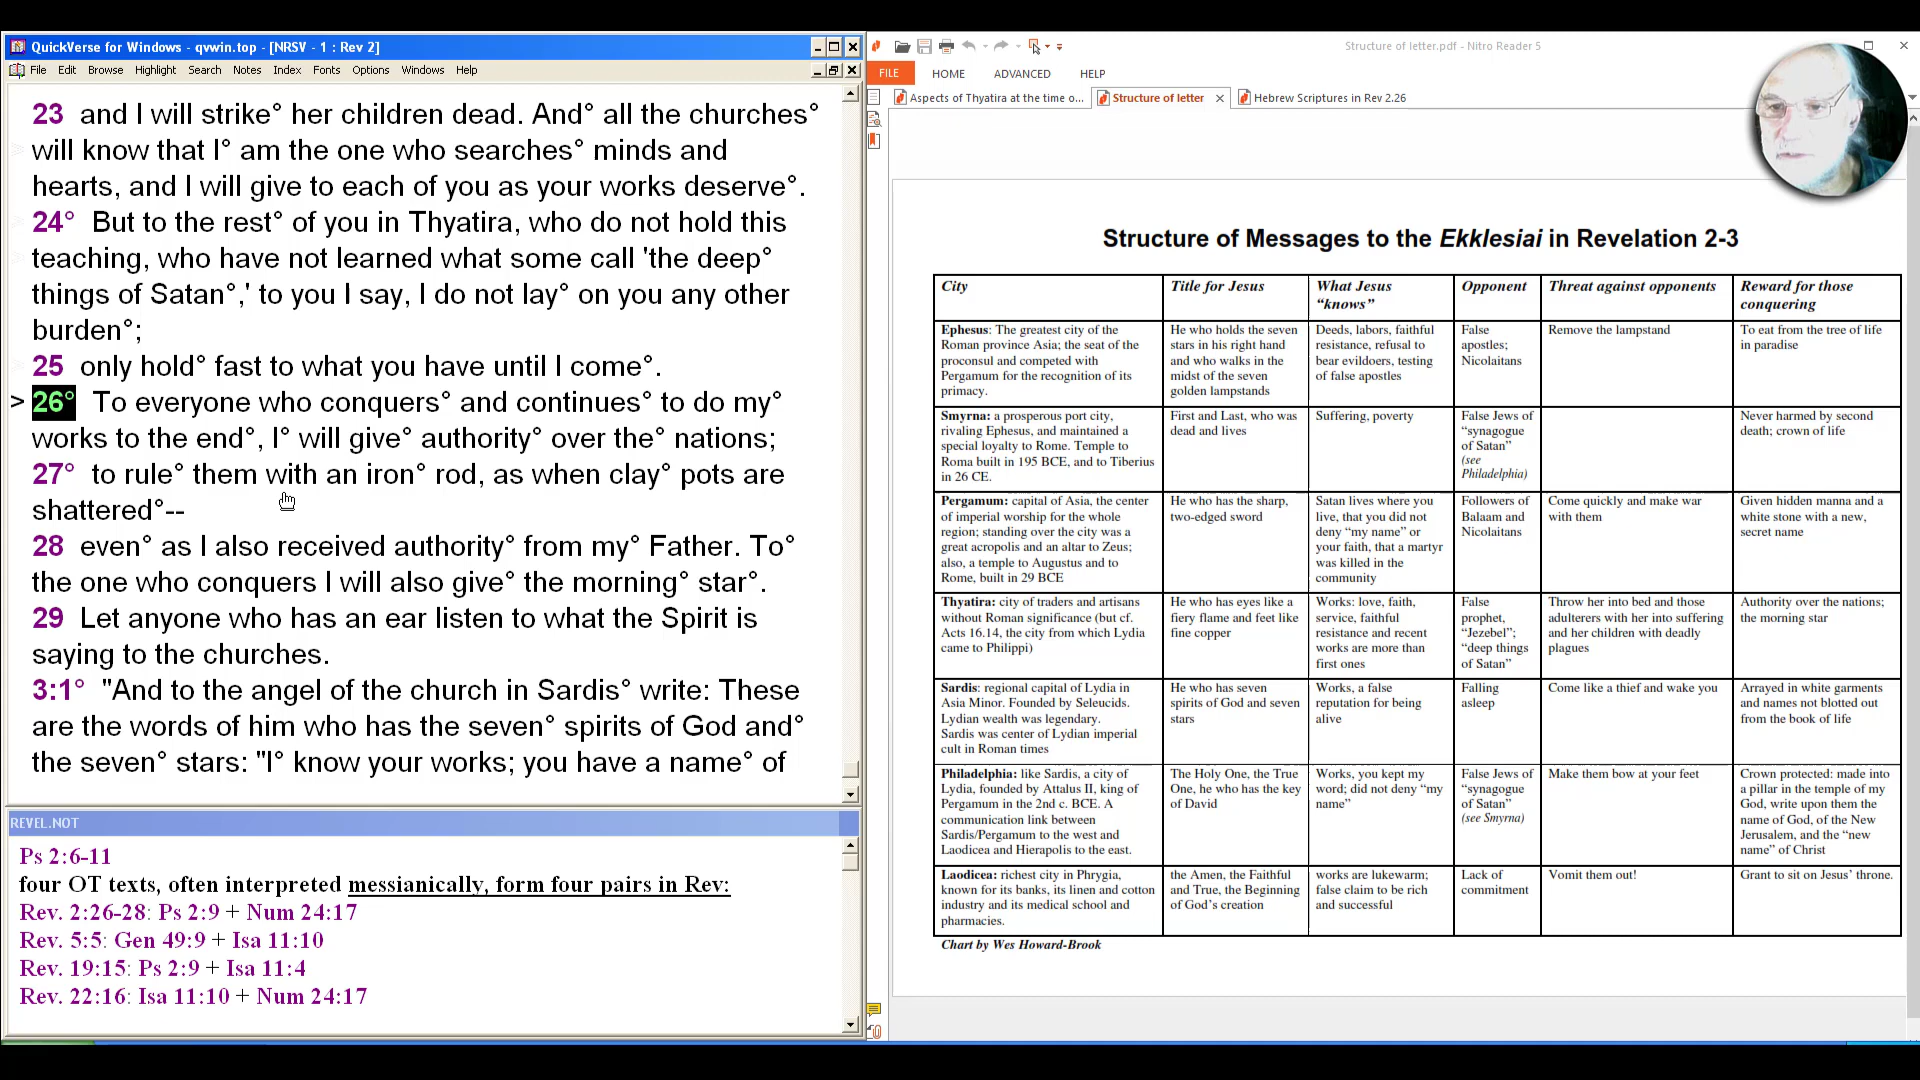 QuickVerse for Windows - qvwin.top - [NRSV - 1 : Rev 2]
File Edit Browse Highlight Search Notes Index Fonts Options Windows Help
23 and I will strike° her children dead. And° all the churches°
will know that I° am the one who searches° minds and
hearts, and I will give to each of you as your works deserve°.
24° But to the rest° of you in Thyatira, who do not hold this
teaching, who have not learned what some call 'the deep°
things of Satan°,' to you I say, I do not lay° on you any other
burden°;
25 only hold° fast to what you have until I come°.
> 26° To everyone who conquers° and continues° to do my°
works to the end°, I° will give° authority° over the° nations;
27° to rule° them with an iron° rod, as when clay° pots are
shattered°--
28 even° as I also received authority° from my° Father. To°
the one who conquers I will also give° the morning° star°.
29 Let anyone who has an ear listen to what the Spirit is
saying to the churches.
3:1° "And to the angel of the church in Sardis° write: These
are the words of him who has the seven° spirits of God and°
the seven° stars: "I° know your works; you have a name° of
REVEL.NOT
Ps 2:6-11
four OT texts, often interpreted messianically, form four pairs in Rev:
Rev. 2:26-28: Ps 2:9 + Num 24:17
Rev. 5:5: Gen 49:9 + Isa 11:10
Rev. 19:15: Ps 2:9 + Isa 11:4
Rev. 22:16: Isa 11:10 + Num 24:17
Structure of letter.pdf - Nitro Reader 5
FILE HOME ADVANCED HELP
Aspects of Thyatira at the time o... Structure of letter Hebrew Scriptures in Rev 2.26
Structure of Messages to the Ekklesiai in Revelation 2-3
City
Title for Jesus
What Jesus
“knows”
Opponent
Threat against opponents
Reward for those
conquering
Ephesus: The greatest city of the
Roman province Asia; the seat of the
proconsul and competed with
Pergamum for the recognition of its
primacy.
He who holds the seven
stars in his right hand
and who walks in the
midst of the seven
golden lampstands
Deeds, labors, faithful
resistance, refusal to
bear evildoers, testing
of false apostles
False
apostles;
Nicolaitans
Remove the lampstand
To eat from the tree of life
in paradise
Smyrna: a prosperous port city,
rivaling Ephesus, and maintained a
special loyalty to Rome. Temple to
Roma built in 195 BCE, and to Tiberius
in 26 CE.
First and Last, who was
dead and lives
Suffering, poverty
False Jews of
“synagogue
of Satan”
(see
Philadelphia)
Never harmed by second
death; crown of life
Pergamum: capital of Asia, the center
of imperial worship for the whole
region; standing over the city was a
great acropolis and an altar to Zeus;
also, a temple to Augustus and to
Rome, built in 29 BCE
He who has the sharp,
two-edged sword
Satan lives where you
live, that you did not
deny “my name” or
your faith, that a martyr
was killed in the
community
Followers of
Balaam and
Nicolaitans
Come quickly and make war
with them
Given hidden manna and a
white stone with a new,
secret name
Thyatira: city of traders and artisans
without Roman significance (but cf.
Acts 16.14, the city from which Lydia
came to Philippi)
He who has eyes like a
fiery flame and feet like
fine copper
Works: love, faith,
service, faithful
resistance and recent
works are more than
first ones
False
prophet,
“Jezebel”;
“deep things
of Satan”
Throw her into bed and those
adulterers with her into suffering
and her children with deadly
plagues
Authority over the nations;
the morning star
Sardis: regional capital of Lydia in
Asia Minor. Founded by Seleucids.
Lydian wealth was legendary.
Sardis was center of Lydian imperial
cult in Roman times
He who has seven
spirits of God and seven
stars
Works, a false
reputation for being
alive
Falling
asleep
Come like a thief and wake you
Arrayed in white garments
and names not blotted out
from the book of life
Philadelphia: like Sardis, a city of
Lydia, founded by Attalus II, king of
Pergamum in the 2nd c. BCE. A
communication link between
Sardis/Pergamum to the west and
Laodicea and Hierapolis to the east.
The Holy One, the True
One, he who has the key
of David
Works, you kept my
word; did not deny “my
name”
False Jews of
“synagogue
of Satan”
(see Smyrna)
Make them bow at your feet
Crown protected: made into
a pillar in the temple of my
God, write upon them the
name of God, of the New
Jerusalem, and the “new
name” of Christ
Laodicea: richest city in Phrygia,
known for its banks, its linen and cotton
industry and its medical school and
pharmacies.
the Amen, the Faithful
and True, the Beginning
of God’s creation
works are lukewarm;
false claim to be rich
and successful
Lack of
commitment
Vomit them out!
Grant to sit on Jesus’ throne.
Chart by Wes Howard-Brook